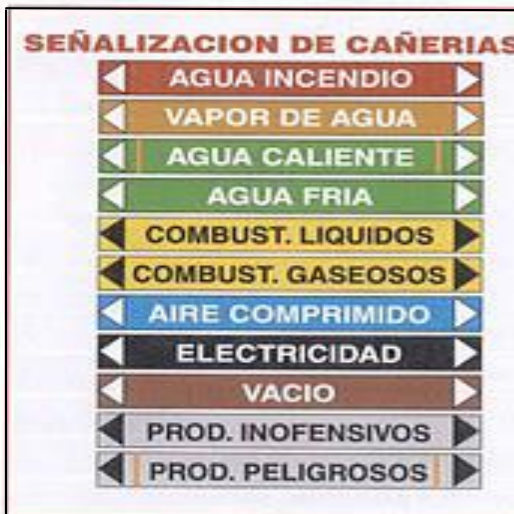 SEÑALIZACION DE CAÑERIAS
AGUA INCENDIO
VAPOR DE AGUA
AGUA CALIENTE
AGUA FRIA
COMBUST. LIQUIDOS
COMBUST. GASEOSOS
AIRE COMPRIMIDO
ELECTRICIDAD
VACIO
PROD. INOFENSIVOS
PROD. PELIGROSOS